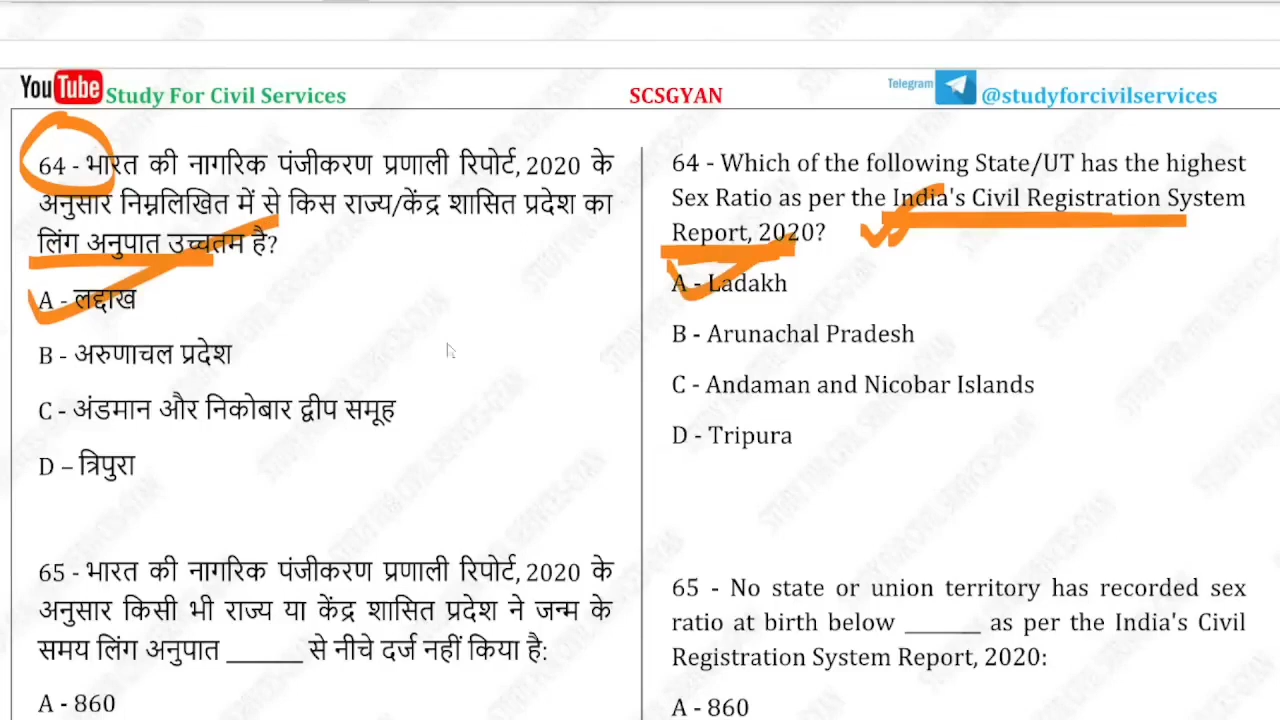 YouTube Study For Civil Services
SCSGYAN
Telegram @studyforcivilservices
64 - भारत की नागरिक पंजीकरण प्रणाली रिपोर्ट, 2020 के
अनुसार निम्नलिखित में से किस राज्य/केंद्र शासित प्रदेश का
लिंग अनुपात उच्चतम है?
A - लद्दाख
B - अरुणाचल प्रदेश
C - अंडमान और निकोबार द्वीप समूह
D – त्रिपुरा
65 - भारत की नागरिक पंजीकरण प्रणाली रिपोर्ट, 2020 के
अनुसार किसी भी राज्य या केंद्र शासित प्रदेश ने जन्म के
समय लिंग अनुपात _______ से नीचे दर्ज नहीं किया है:
A - 860
64 - Which of the following State/UT has the highest
Sex Ratio as per the India's Civil Registration System
Report, 2020?
A - Ladakh
B - Arunachal Pradesh
C - Andaman and Nicobar Islands
D - Tripura
65 - No state or union territory has recorded sex
ratio at birth below _______ as per the India's Civil
Registration System Report, 2020:
A - 860